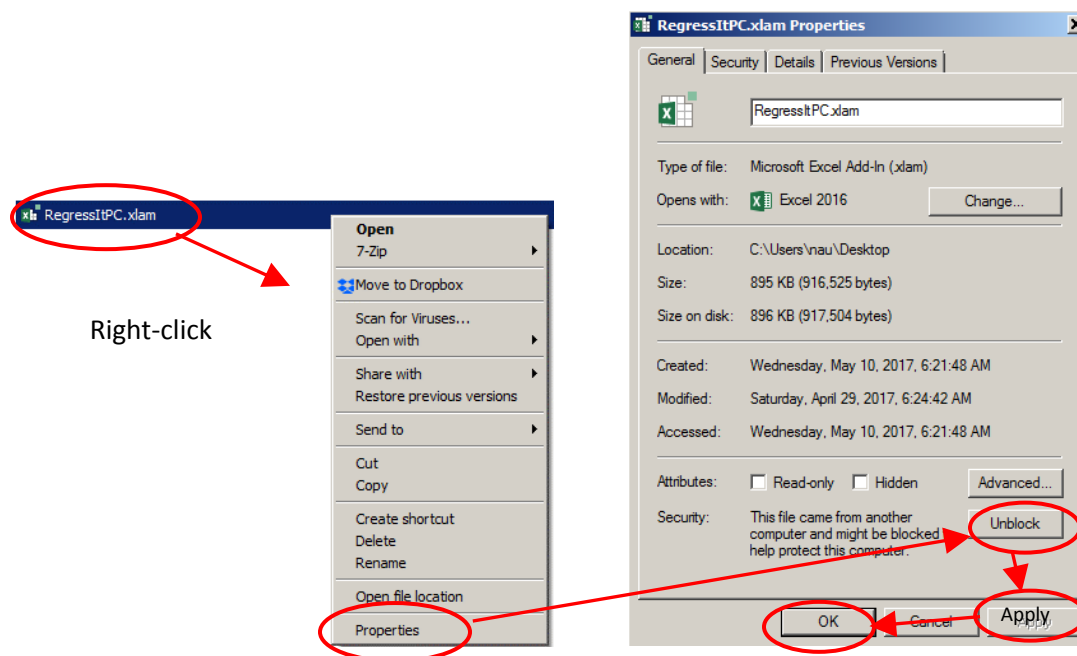 RegressItPC.xlam
Right-click
Open
7-Zip
Move to Dropbox
Scan for Viruses...
Open with
Share with
Restore previous versions
Send to
Cut
Copy
Create shortcut
Delete
Rename
Open file location
Properties
RegressItPC.xlam Properties
General Security Details Previous Versions
RegressItPC.xlam
Type of file: Microsoft Excel Add-In (.xlam)
Opens with: Excel 2016 Change...
Location: C:\Users\nau\Desktop
Size: 895 KB (916,525 bytes)
Size on disk: 896 KB (917,504 bytes)
Created: Wednesday, May 10, 2017, 6:21:48 AM
Modified: Saturday, April 29, 2017, 6:24:42 AM
Accessed: Wednesday, May 10, 2017, 6:21:48 AM
Attributes: Read-only Hidden Advanced...
Security: This file came from another
computer and might be blocked
help protect this computer.
Unblock
OK Cancel Apply